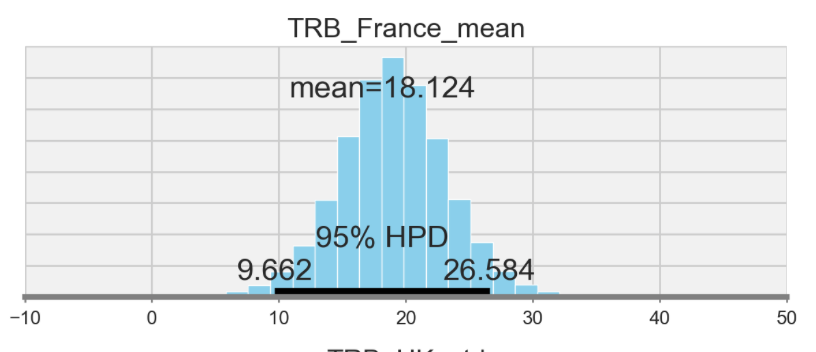 TRB_France_mean
mean=18.124
95% HPD
9.662 26.584
−10 0 10 20 30 40 50